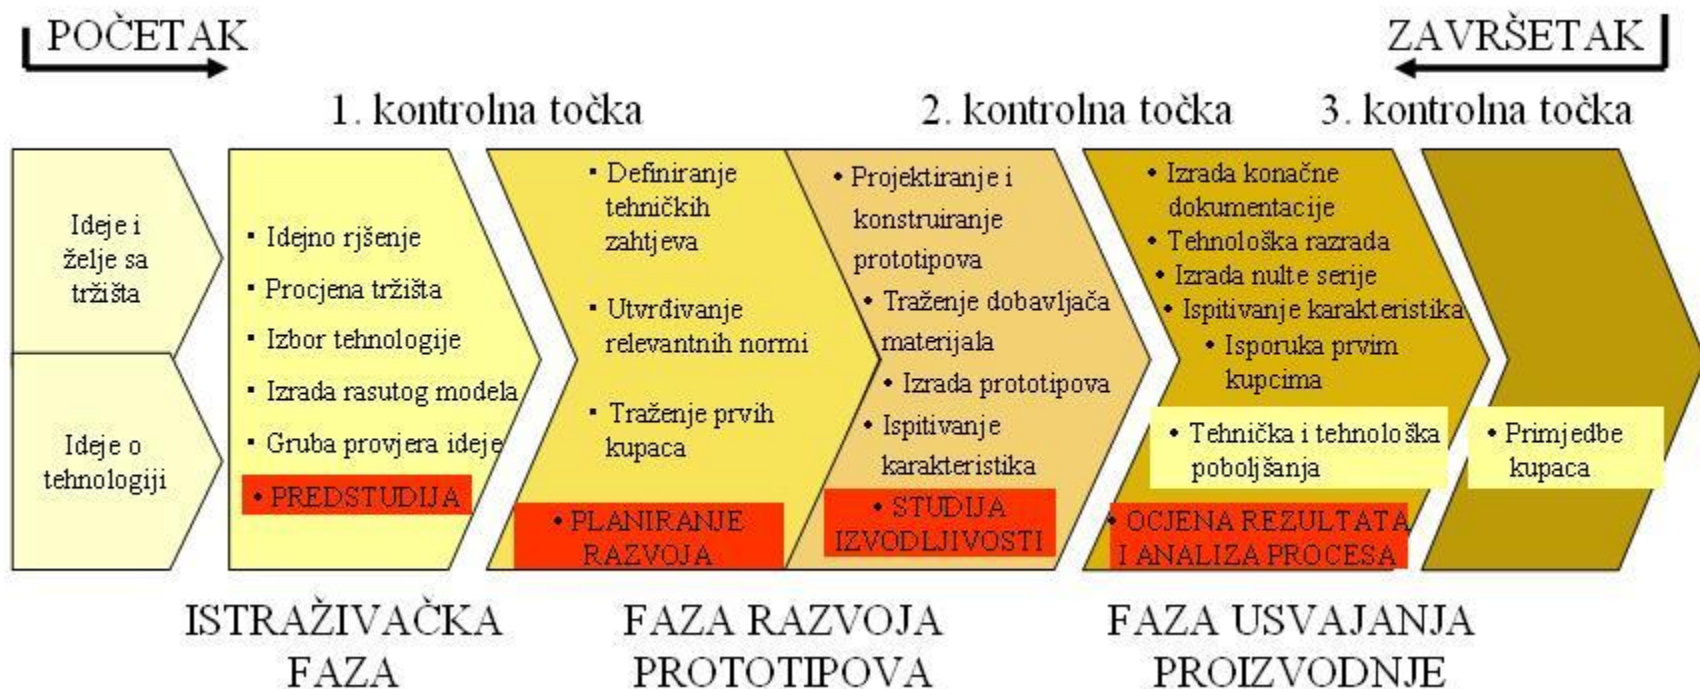 POČETAK
ZAVRŠETAK
1. kontrolna točka
2. kontrolna točka
3. kontrolna točka
Ideje i
želje sa
tržišta
Ideje o
tehnologiji
▪ Idejno rjšenje
▪ Procjena tržišta
▪ Izbor tehnologije
▪ Izrada rasutog modela
▪ Gruba provjera ideje
• PREDSTUDIJA
▪ Definiranje
tehničkih
zahtjeva
▪ Utvrđivanje
relevantnih normi
▪ Traženje prvih
kupaca
• PLANIRANJE
RAZVOJA
• Projektiranje i
konstruiranje
prototipova
• Traženje dobavljača
materijala
• Izrada prototipova
• Ispitivanje
karakteristika
• STUDIJA
IZVODLJIVOSTI
• Izrada konačne
dokumentacije
• Tehnološka razrada
• Izrada nulte serije
• Ispitivanje karakteristika
• Isporuka prvim
kupcima
• Tehnička i tehnološka
poboljšanja
• OCJENA REZULTATA
I ANALIZA PROCESA
• Primjedbe
kupaca
ISTRAŽIVAČKA
FAZA
FAZA RAZVOJA
PROTOTIPOVA
FAZA USVAJANJA
PROIZVODNJE